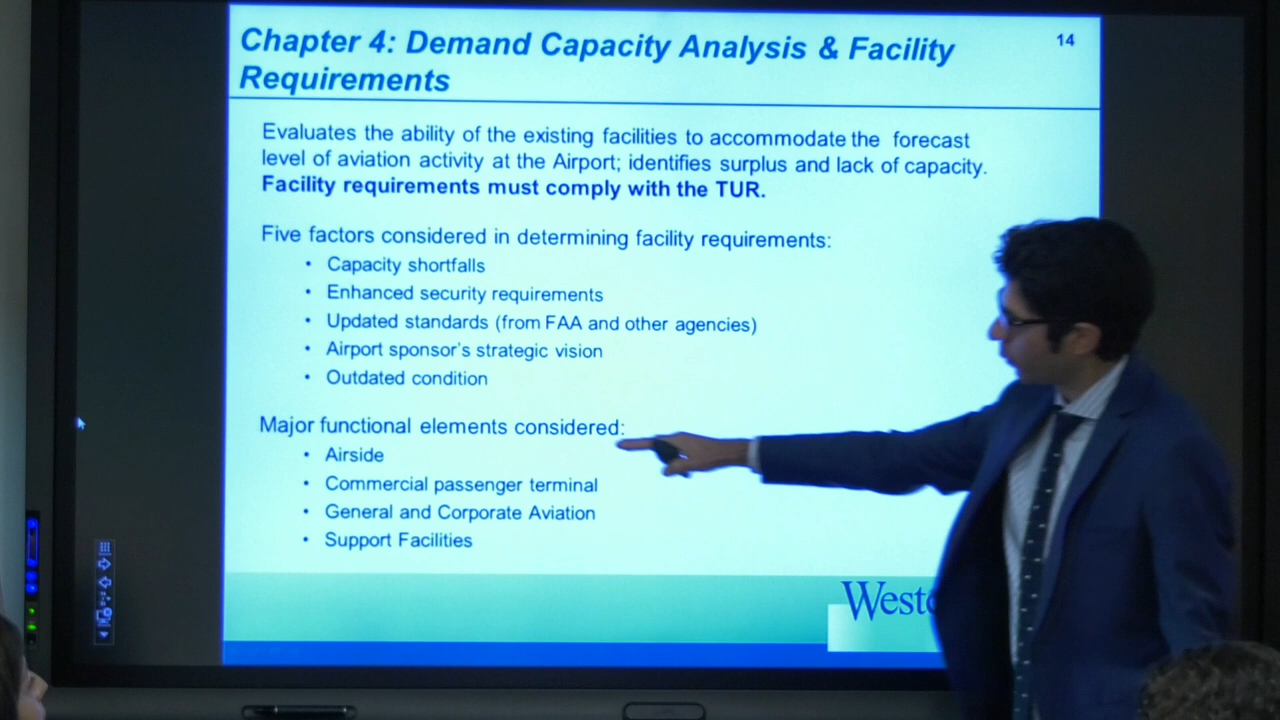 Chapter 4: Demand Capacity Analysis & Facility
Requirements
14
Evaluates the ability of the existing facilities to accommodate the forecast
level of aviation activity at the Airport; identifies surplus and lack of capacity.
Facility requirements must comply with the TUR.
Five factors considered in determining facility requirements:
• Capacity shortfalls
• Enhanced security requirements
• Updated standards (from FAA and other agencies)
• Airport sponsor's strategic vision
• Outdated condition
Major functional elements considered:
• Airside
• Commercial passenger terminal
• General and Corporate Aviation
• Support Facilities